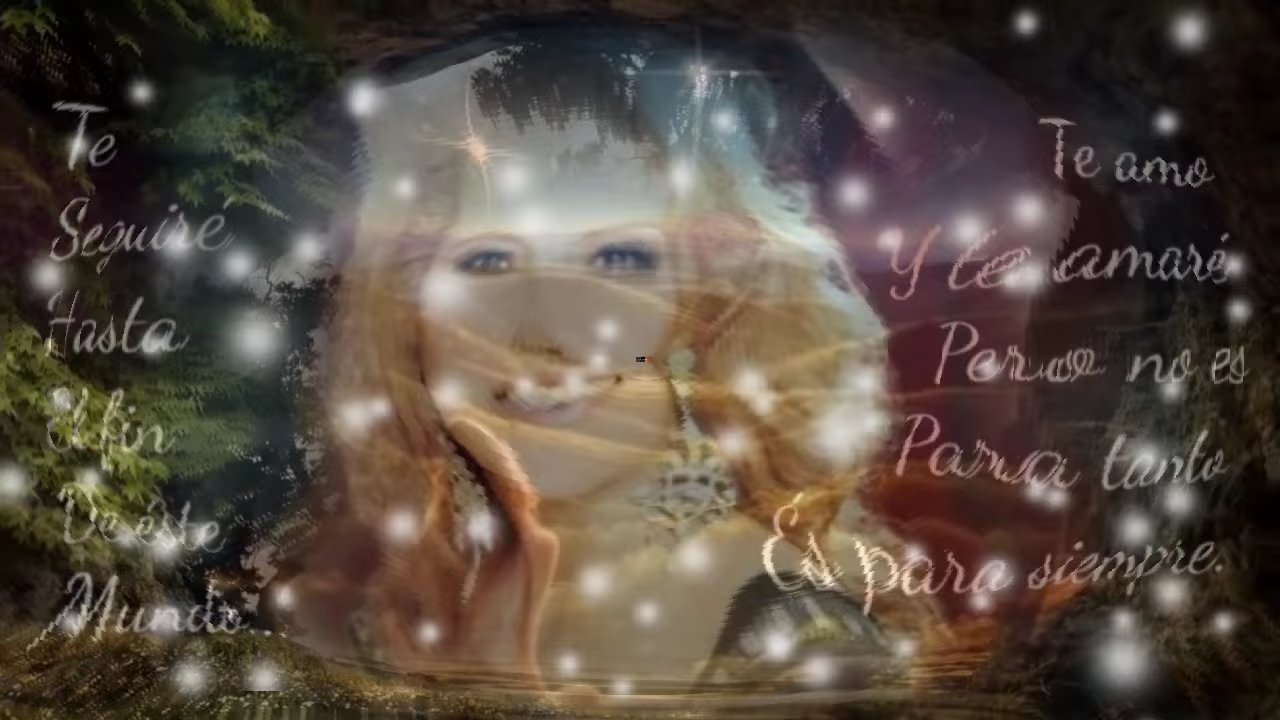 Te
Seguiré
Hasta
El fin
De éste
Mundo..
Te amo
Y te amaré
Per no es
Para tanto
Es para siempre.